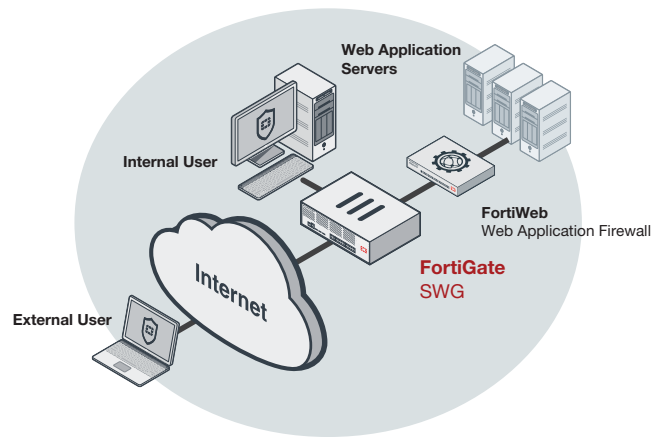 Web Application
Servers
Internal User
FortiWeb
Web Application Firewall
FortiGate
SWG
Internet
External User